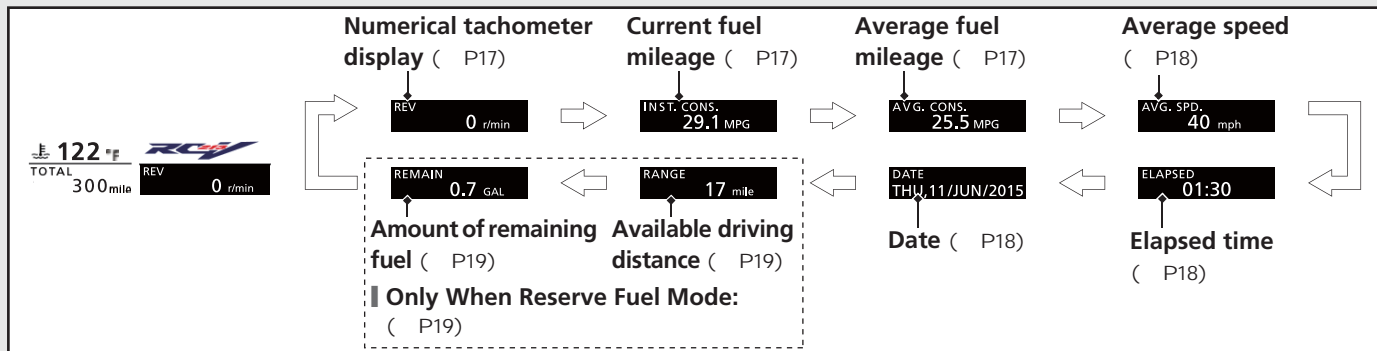 Numerical tachometer
display ( P17)
Current fuel
mileage ( P17)
Average fuel
mileage ( P17)
Average speed
( P18)
REV
0 r/min
INST. CONS.
29.1 MPG
AVG. CONS.
25.5 MPG
AVG. SPD.
40 mph
122 °F
TOTAL
300 mile
RC213V
REV
0 r/min
REMAIN
0.7 GAL
RANGE
17 mile
DATE
THU,11/JUN/2015
ELAPSED
01:30
Amount of remaining
fuel ( P19)
Available driving
distance ( P19)
Date ( P18)
Elapsed time
( P18)
Only When Reserve Fuel Mode:
( P19)